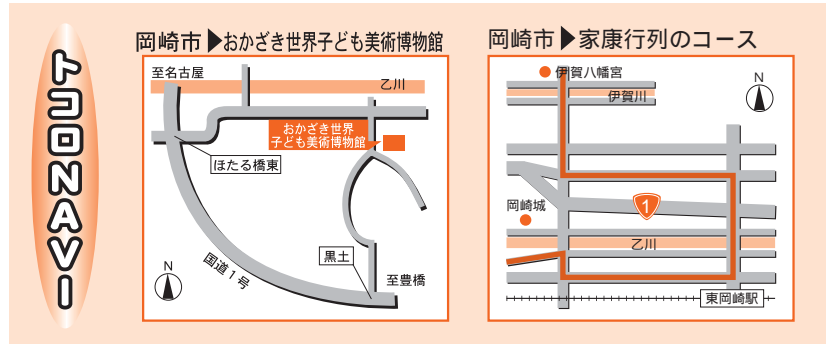 トコロNAVI
岡崎市▶おかざき世界子ども美術博物館
至名古屋
乙川
おかざき世界
子ども美術博物館
ほたる橋東
国道1号
黒土
至豊橋
N
岡崎市▶家康行列のコース
伊賀八幡宮
伊賀川
N
岡崎城
1
乙川
東岡崎駅